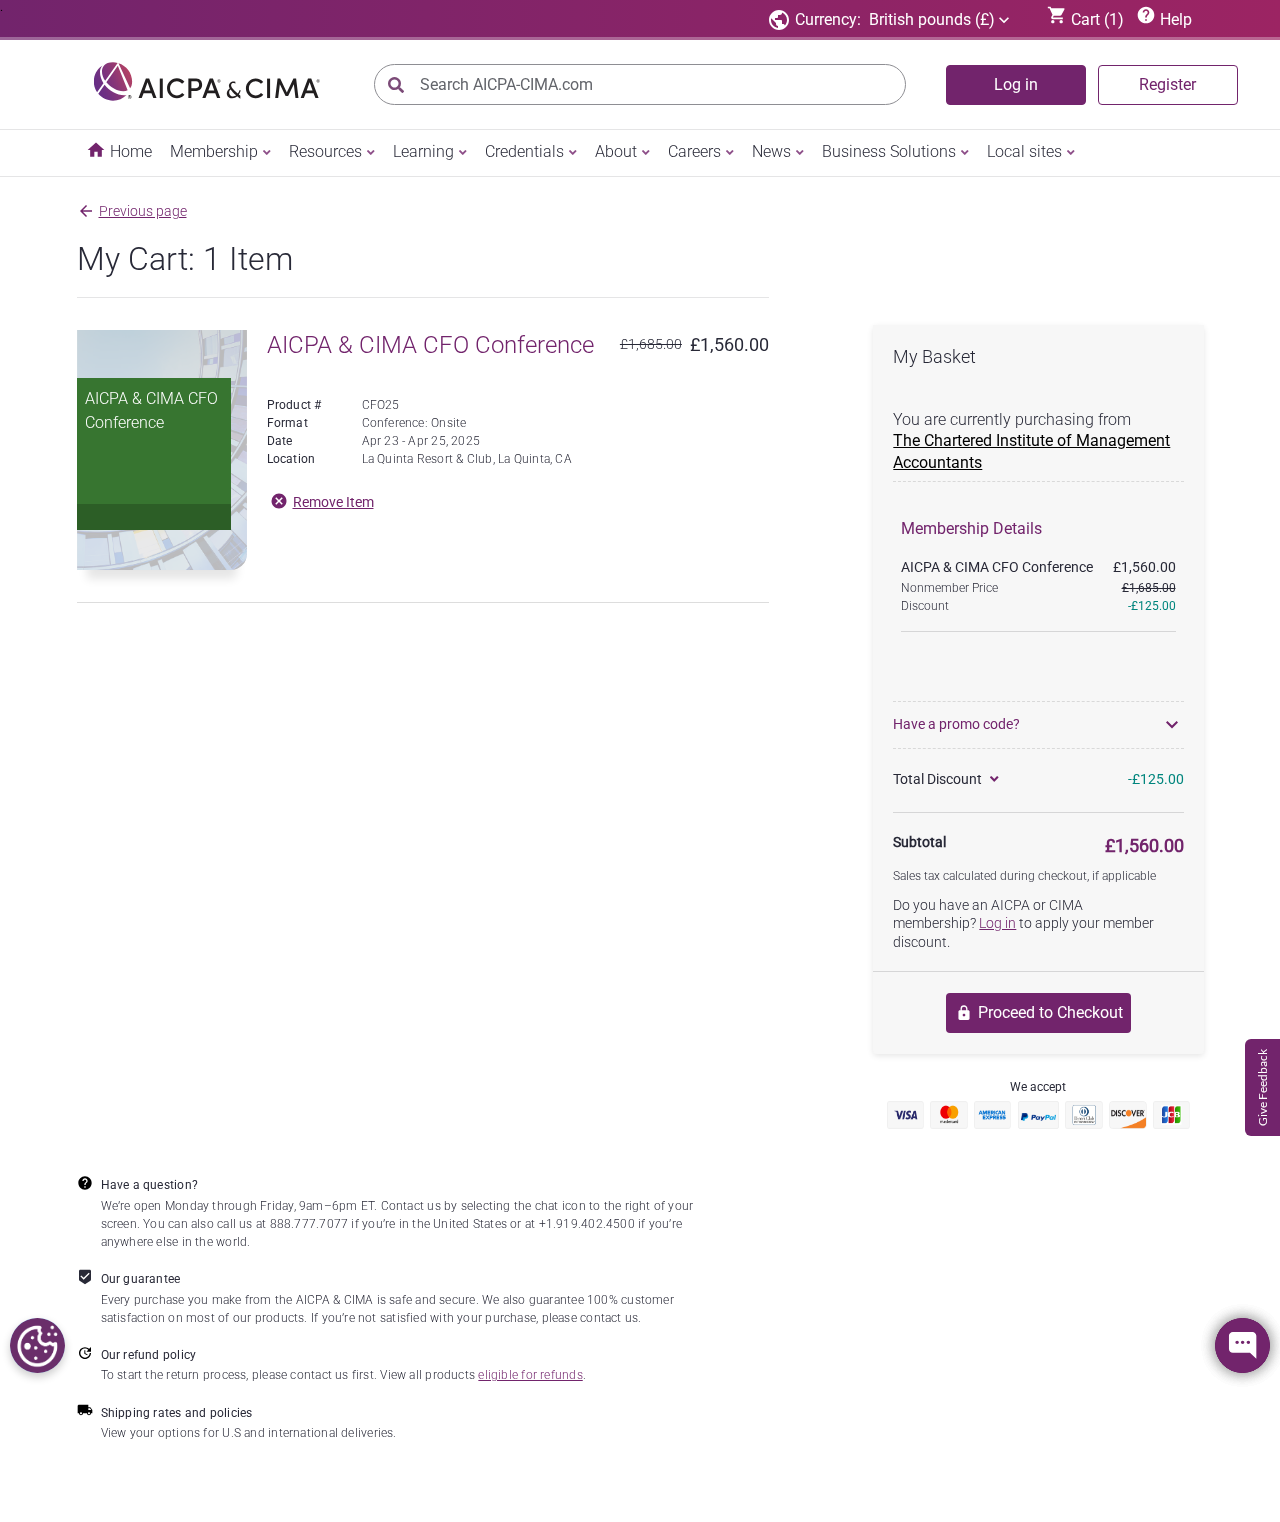 Currency: British pounds (£) Cart (1) Help
AICPA® & CIMA® Search AICPA-CIMA.com Log in Register
Home Membership Resources Learning Credentials About Careers News Business Solutions Local sites
Previous page
My Cart: 1 Item
AICPA & CIMA CFO Conference £1,685.00 £1,560.00
AICPA & CIMA CFO
Conference
Product # CFO25
Format Conference: Onsite
Date Apr 23 - Apr 25, 2025
Location La Quinta Resort & Club, La Quinta, CA
Remove Item
My Basket
You are currently purchasing from
The Chartered Institute of Management
Accountants
Membership Details
AICPA & CIMA CFO Conference £1,560.00
Nonmember Price £1,685.00
Discount -£125.00
Have a promo code?
Total Discount -£125.00
Subtotal £1,560.00
Sales tax calculated during checkout, if applicable
Do you have an AICPA or CIMA
membership? Log in to apply your member
discount.
Proceed to Checkout
Give Feedback
We accept
VISA mastercard AMERICAN EXPRESS PayPal Diners Club DISCOVER JCB
Have a question?
We’re open Monday through Friday, 9am–6pm ET. Contact us by selecting the chat icon to the right of your
screen. You can also call us at 888.777.7077 if you’re in the United States or at +1.919.402.4500 if you’re
anywhere else in the world.
Our guarantee
Every purchase you make from the AICPA & CIMA is safe and secure. We also guarantee 100% customer
satisfaction on most of our products. If you’re not satisfied with your purchase, please contact us.
Our refund policy
To start the return process, please contact us first. View all products eligible for refunds.
Shipping rates and policies
View your options for U.S and international deliveries.